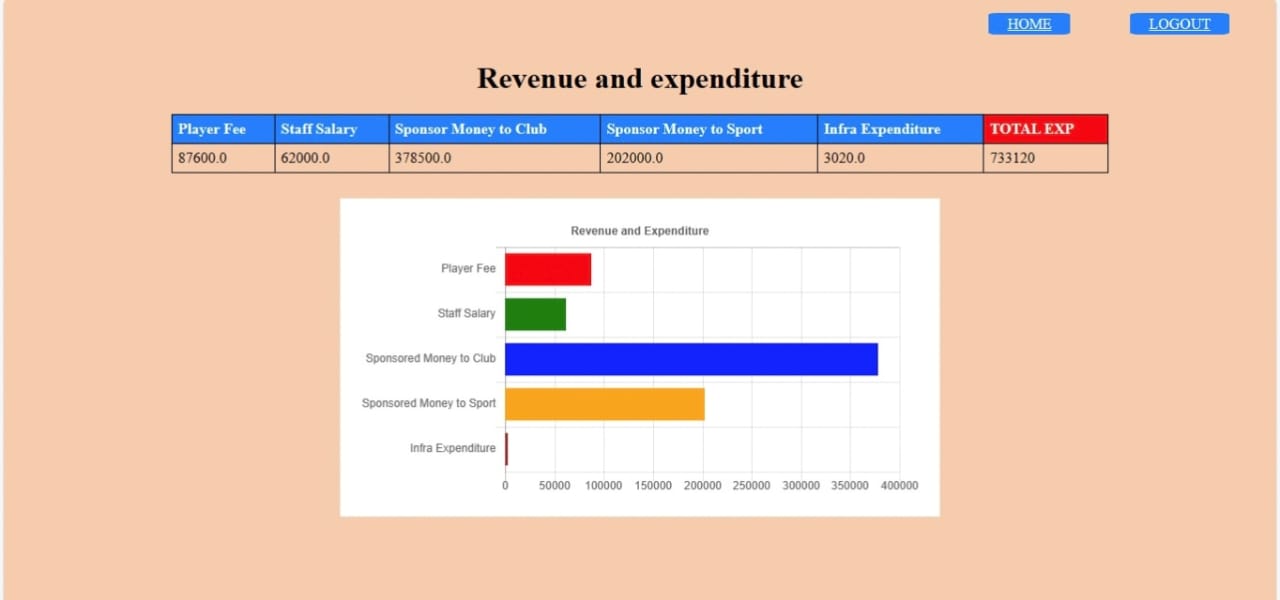 HOME LOGOUT
Revenue and expenditure
Player Fee Staff Salary Sponsor Money to Club Sponsor Money to Sport Infra Expenditure TOTAL EXP
87600.0 62000.0 378500.0 202000.0 3020.0 733120
Revenue and Expenditure
Player Fee
Staff Salary
Sponsored Money to Club
Sponsored Money to Sport
Infra Expenditure
0 50000 100000 150000 200000 250000 300000 350000 400000